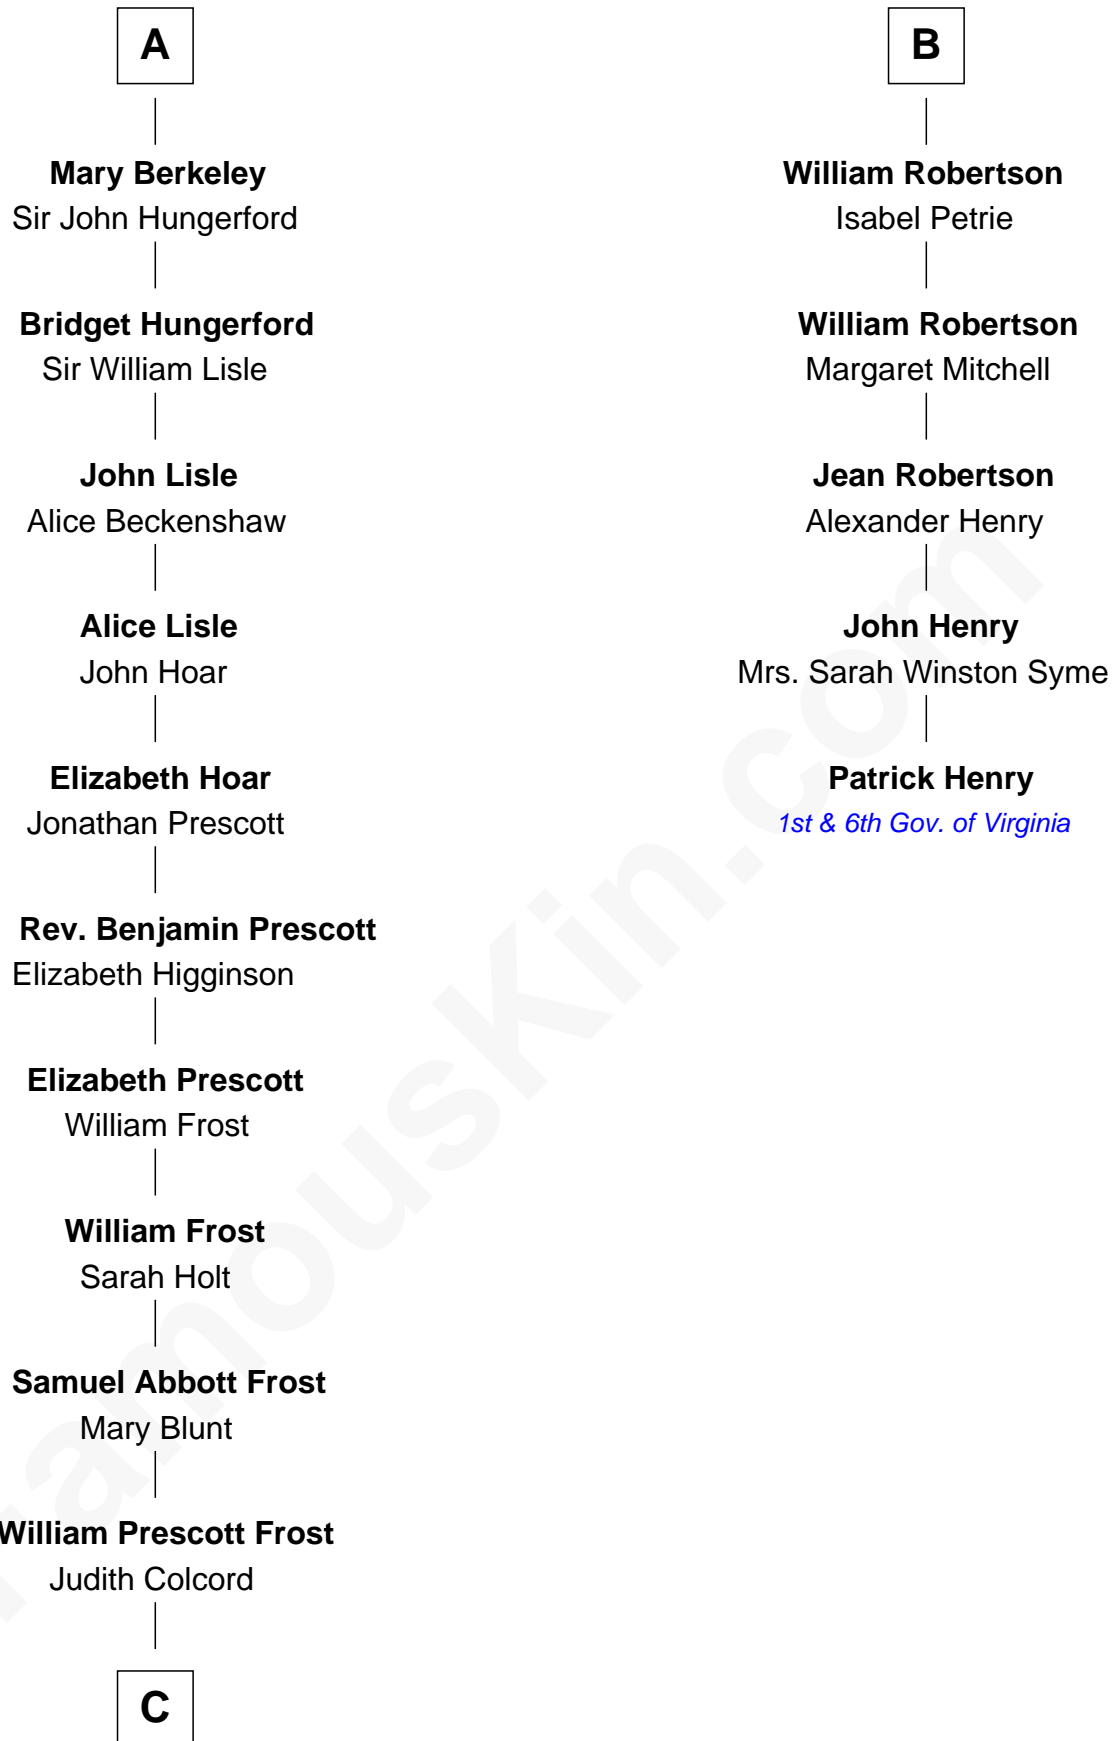 A
Mary Berkeley
Sir John Hungerford
Bridget Hungerford
Sir William Lisle
John Lisle
Alice Beckenshaw
Alice Lisle
John Hoar
Elizabeth Hoar
Jonathan Prescott
Rev. Benjamin Prescott
Elizabeth Higginson
Elizabeth Prescott
William Frost
William Frost
Sarah Holt
Samuel Abbott Frost
Mary Blunt
William Prescott Frost
Judith Colcord
C
B
William Robertson
Isabel Petrie
William Robertson
Margaret Mitchell
Jean Robertson
Alexander Henry
John Henry
Mrs. Sarah Winston Syme
Patrick Henry
1st & 6th Gov. of Virginia
FamousKin.com